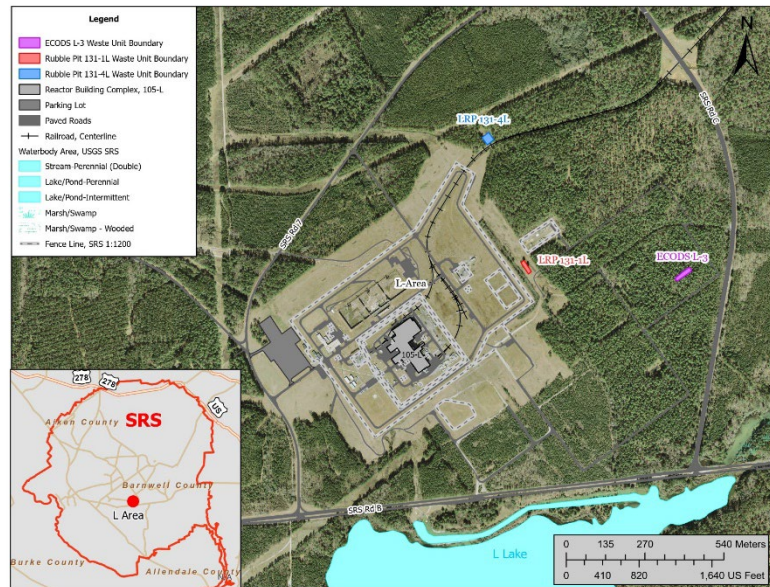 Legend
ECODS L-3 Waste Unit Boundary
Rubble Pit 131-1L Waste Unit Boundary
Rubble Pit 131-4L Waste Unit Boundary
Reactor Building Complex, 105-L
Parking Lot
Paved Roads
Railroad, Centerline
Waterbody Area, USGS SRS
Stream-Perennial (Double)
Lake/Pond-Perennial
Lake/Pond-Intermittent
Marsh/Swamp
Marsh/Swamp - Wooded
Fence Line, SRS 1:1200
N
SRS Rd C
LRP 131-4L
SRS Rd 7
LRP 131-1L
ECODS L-3
L-Area
105-L
SRS Rd B
L Lake
278
278
US
SRS
Aiken County
Barnwell County
L Area
Burke County
Allendale County
0 135 270 540 Meters
0 410 820 1,640 US Feet